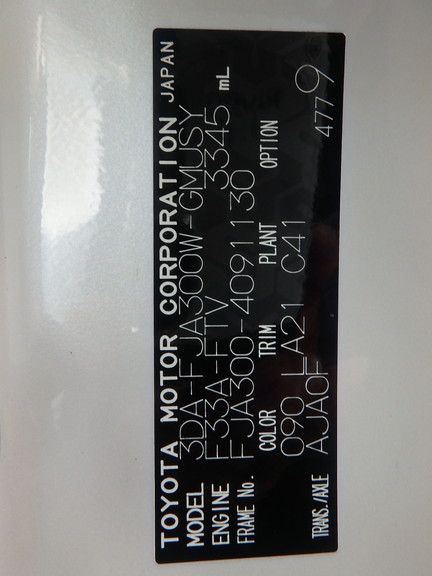 TOYOTA MOTOR CORPORATION JAPAN
MODEL 3DA-FJA300W-GMUSY
ENGINE F33A-FTV 3345 mL
FRAME No. FJA300-4091130
COLOR TRIM PLANT OPTION
090 LA21 C41
TRANS./AXLE AJA0F 4779